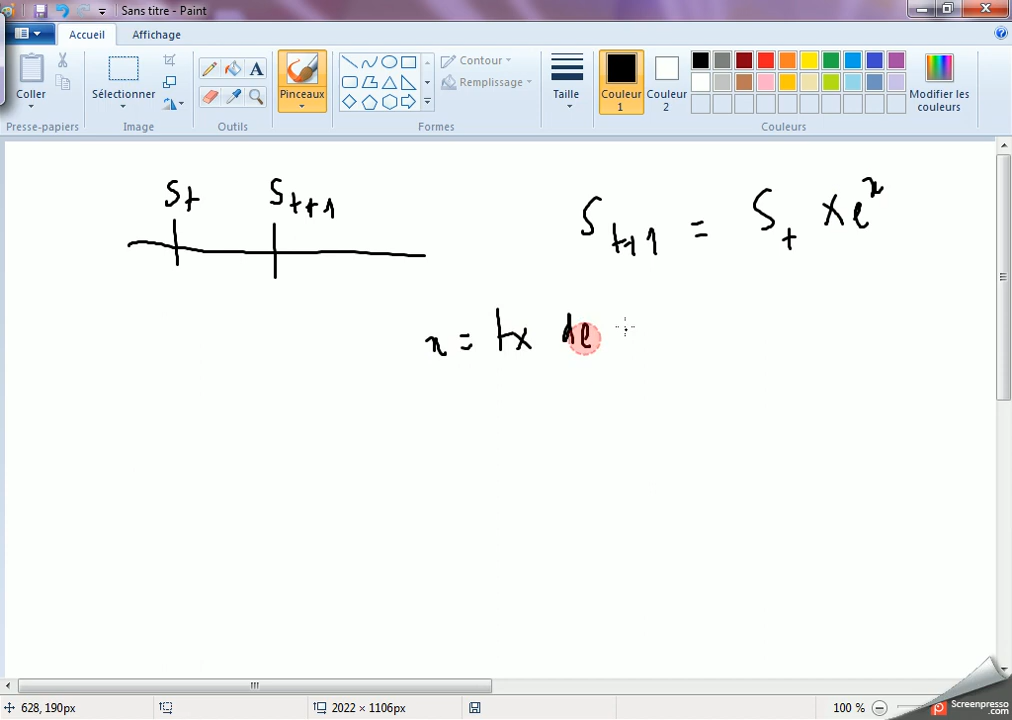 Sans titre - Paint
Accueil Affichage
Coller
Sélectionner
Pinceaux
Contour
Remplissage
Taille
Couleur 1
Couleur 2
Modifier les couleurs
Presse-papiers Image Outils Formes Couleurs
St St+1
St+1 = St x e^x
x = tx de
628, 190px
2022 × 1106px
100 %
Screenpresso.com